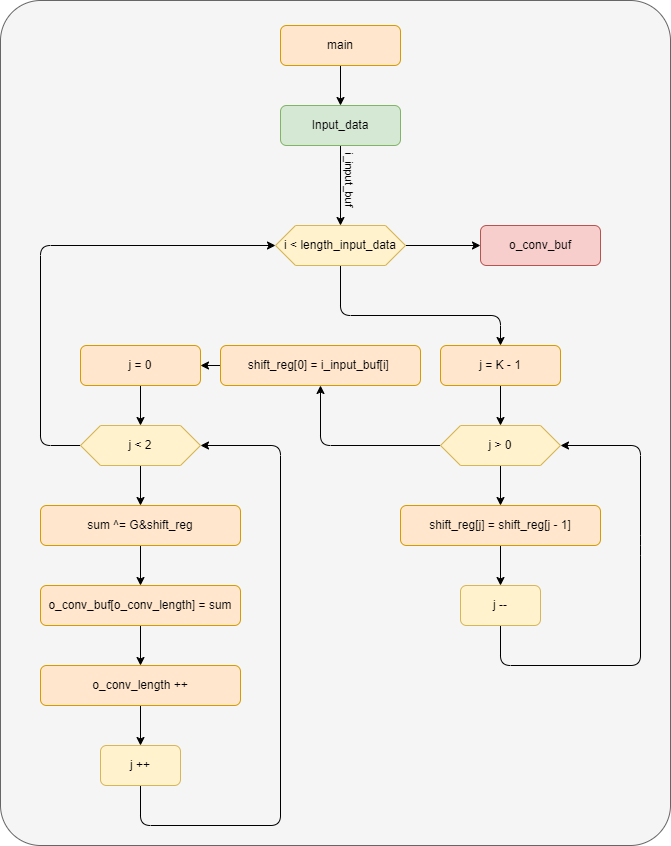 main
Input_data
i_input_buf
i < length_input_data
o_conv_buf
j = 0
shift_reg[0] = i_input_buf[i]
j = K - 1
j < 2
j > 0
sum ^= G&shift_reg
shift_reg[j] = shift_reg[j - 1]
o_conv_buf[o_conv_length] = sum
j --
o_conv_length ++
j ++